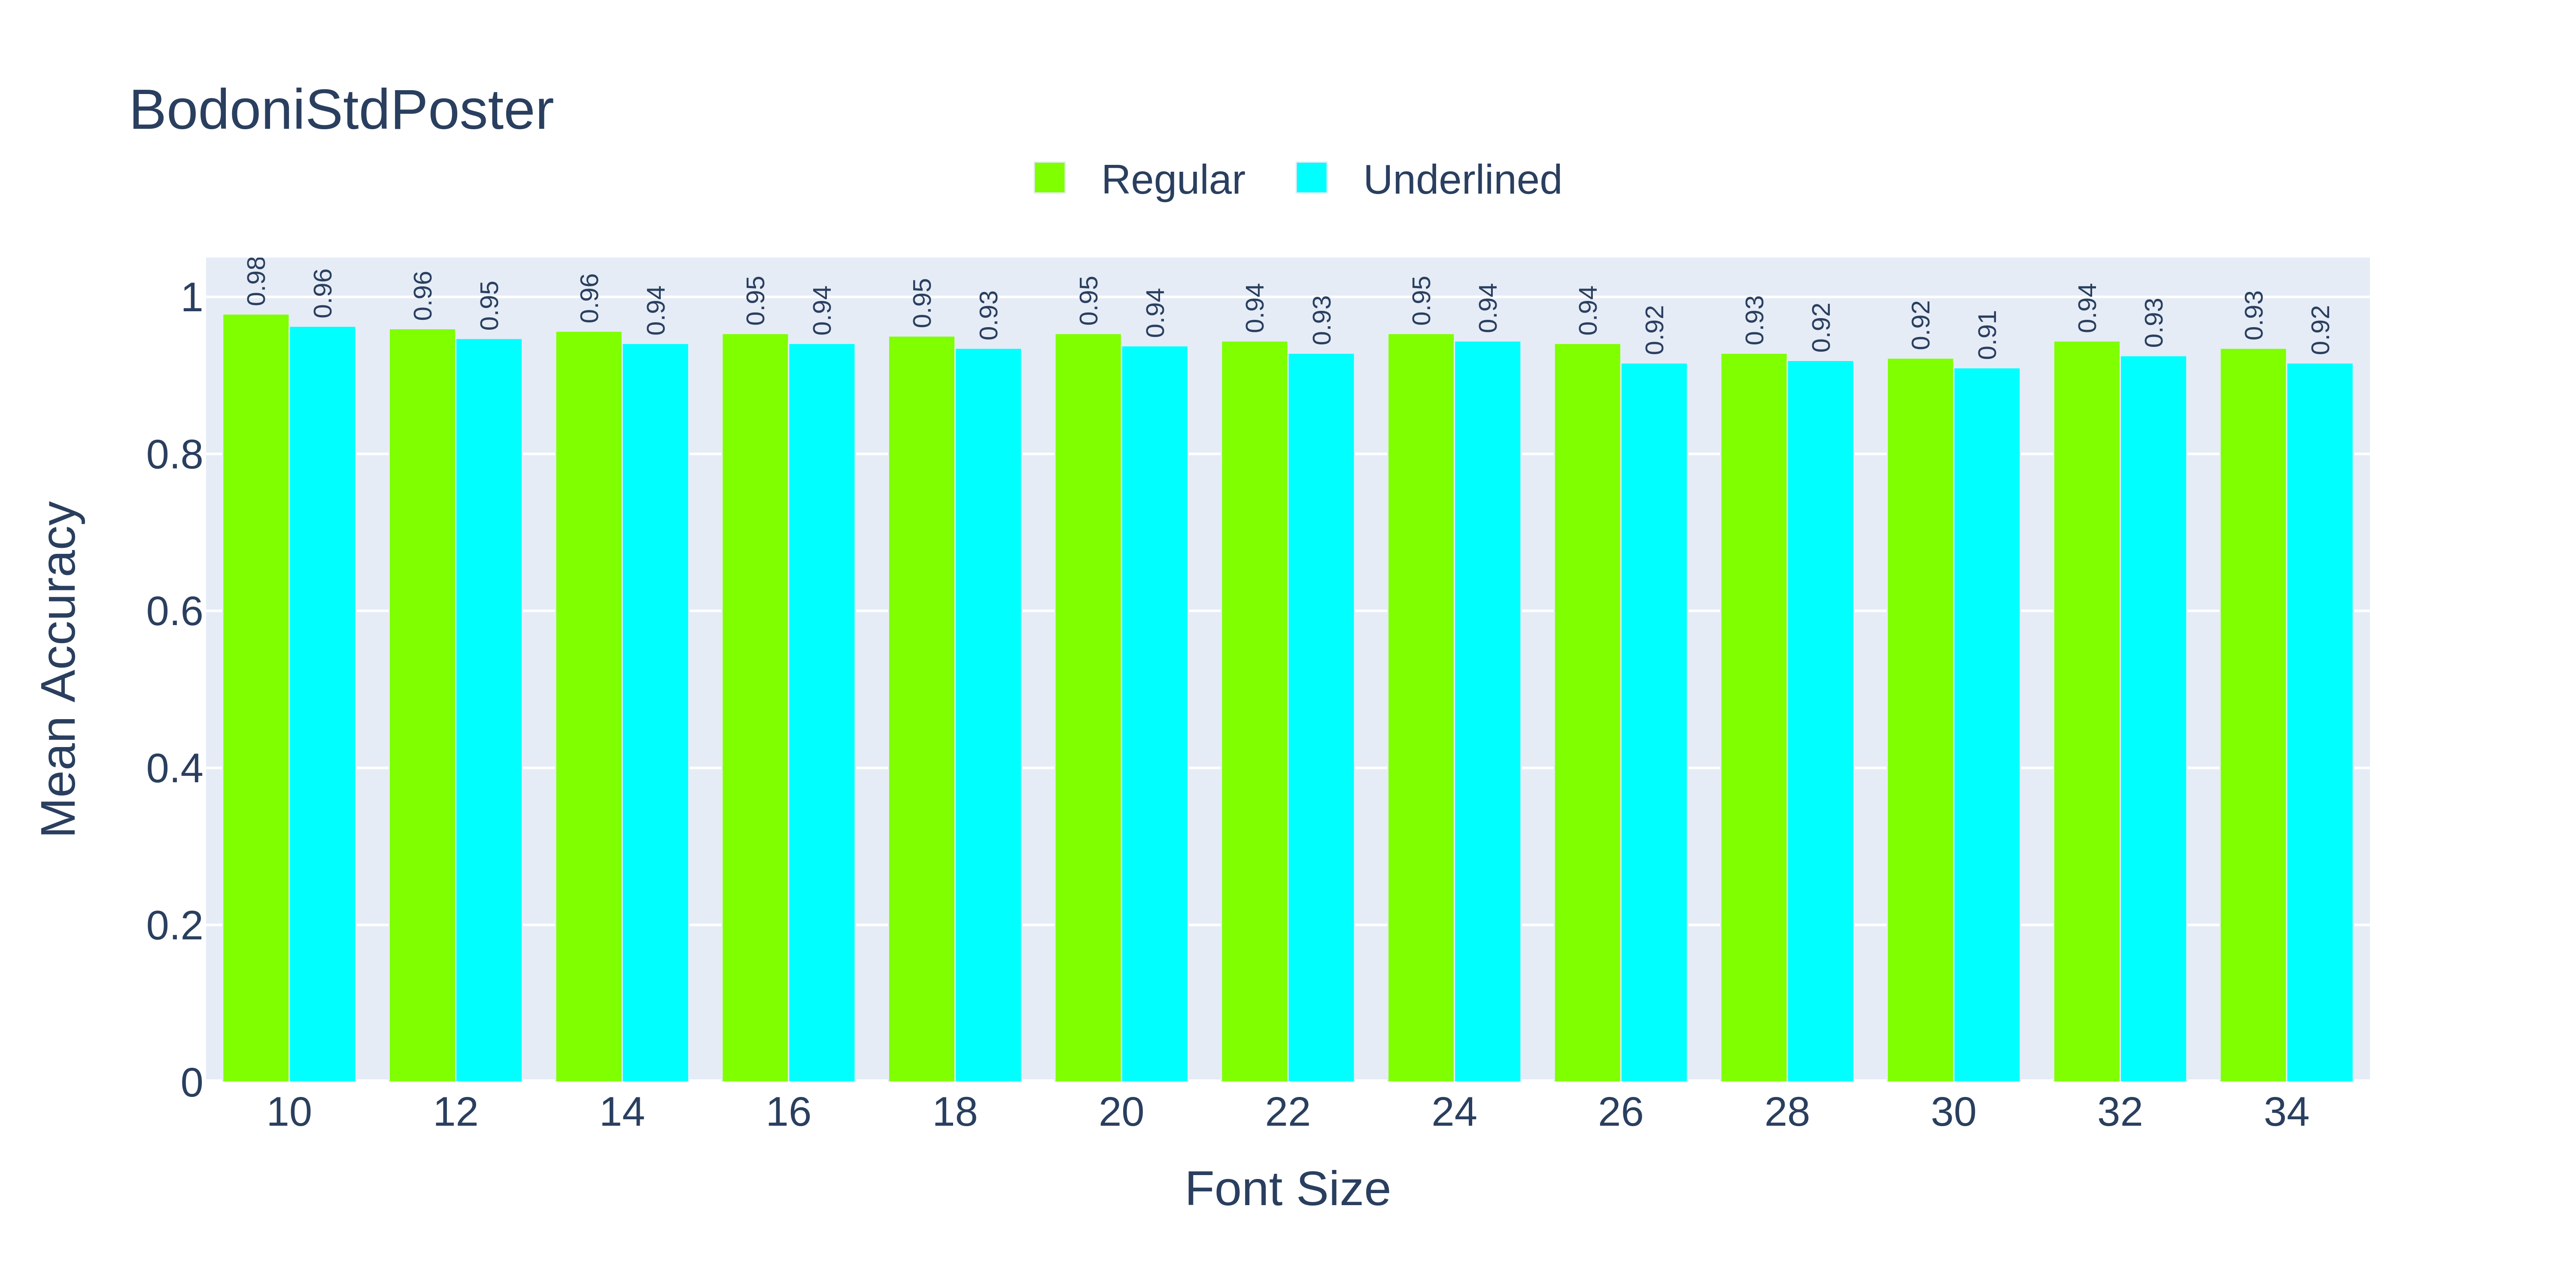 BodoniStdPoster
Regular Underlined
0.98 0.96 0.96 0.95 0.96 0.94 0.95 0.94 0.95 0.93 0.95 0.94 0.94 0.93 0.95 0.94 0.94 0.92 0.93 0.92 0.92 0.91 0.94 0.93 0.93 0.92
1
0.8
0.6
0.4
0.2
0
Mean Accuracy
10 12 14 16 18 20 22 24 26 28 30 32 34
Font Size